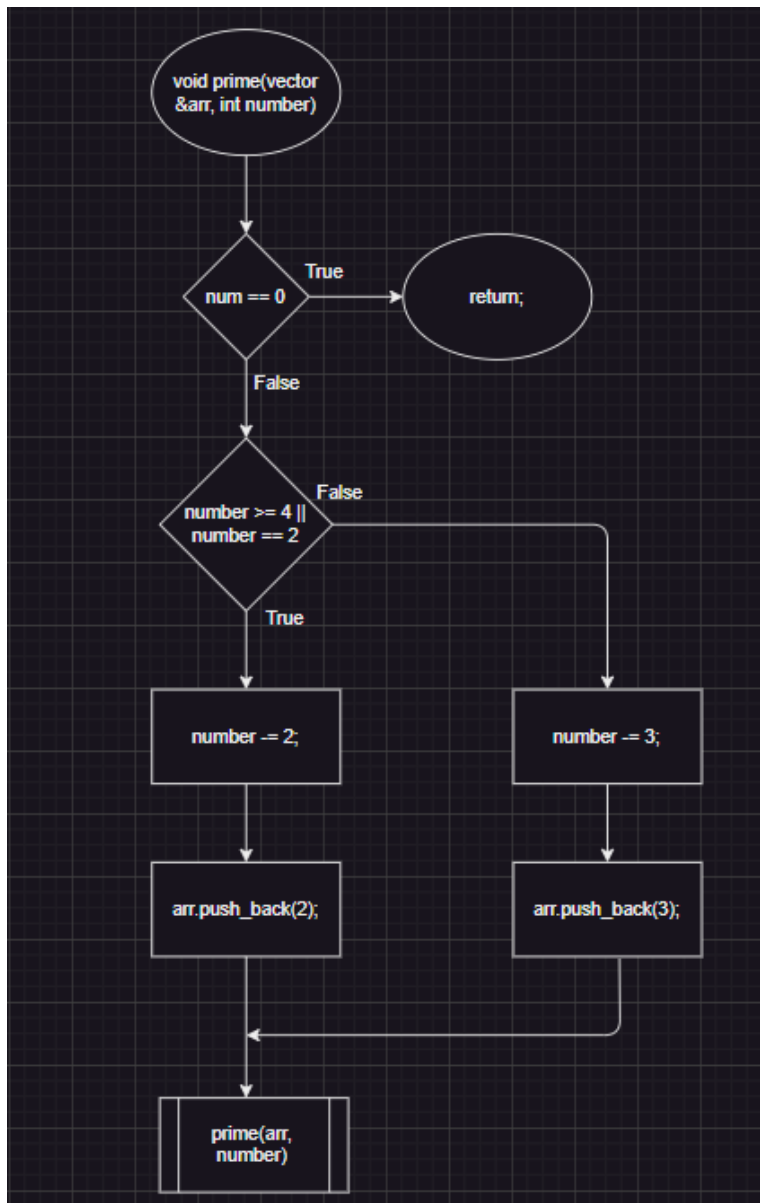 void prime(vector
&arr, int number)
num == 0
True
return;
False
number >= 4 ||
number == 2
False
True
number -= 2;
number -= 3;
arr.push_back(2);
arr.push_back(3);
prime(arr,
number)